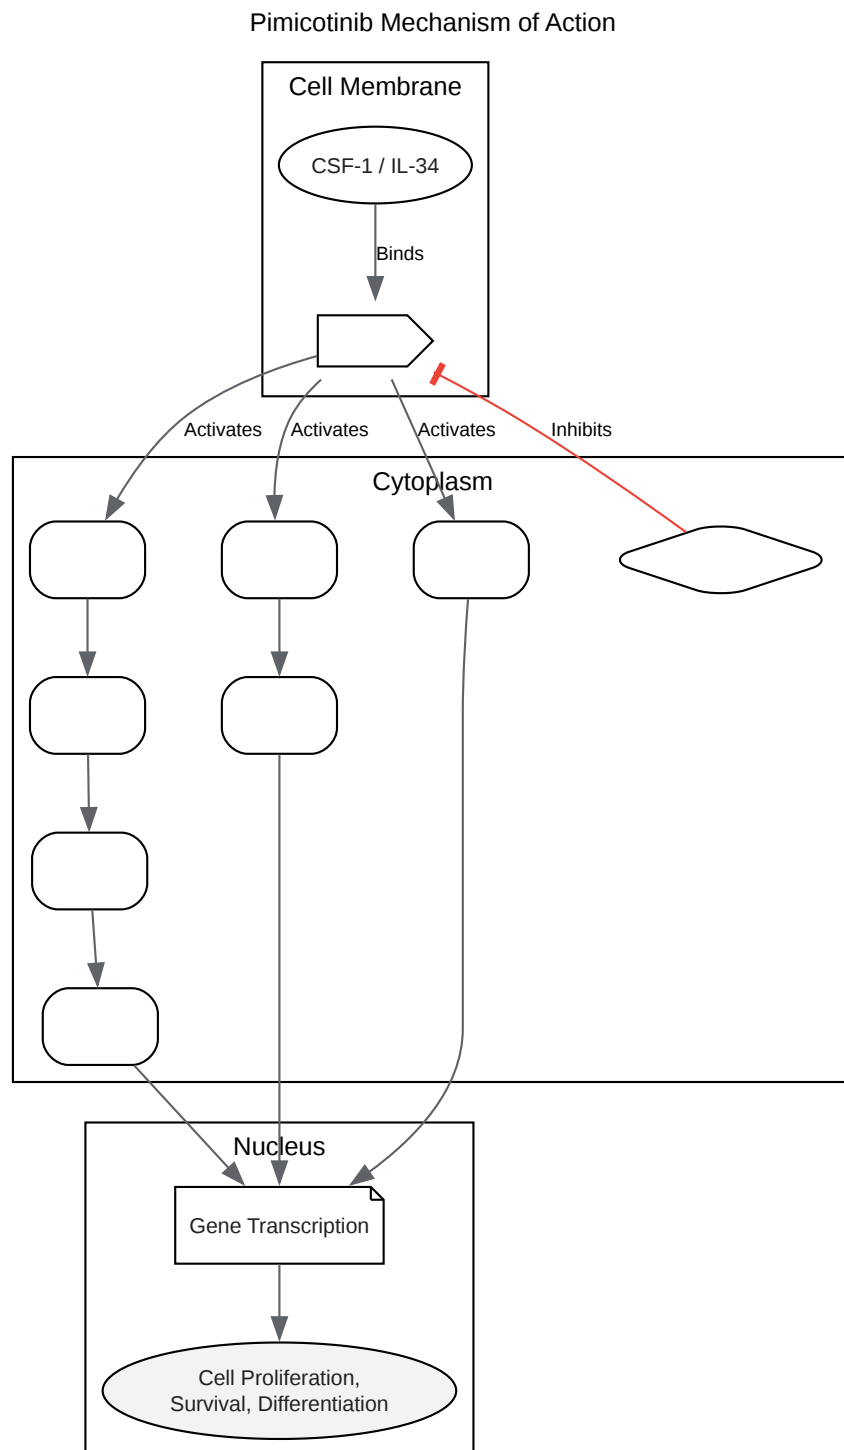 Pimicotinib Mechanism of Action
Cell Membrane
CSF-1 / IL-34
Binds
Activates
Activates
Activates
Inhibits
Cytoplasm
Nucleus
Gene Transcription
Cell Proliferation,
Survival, Differentiation